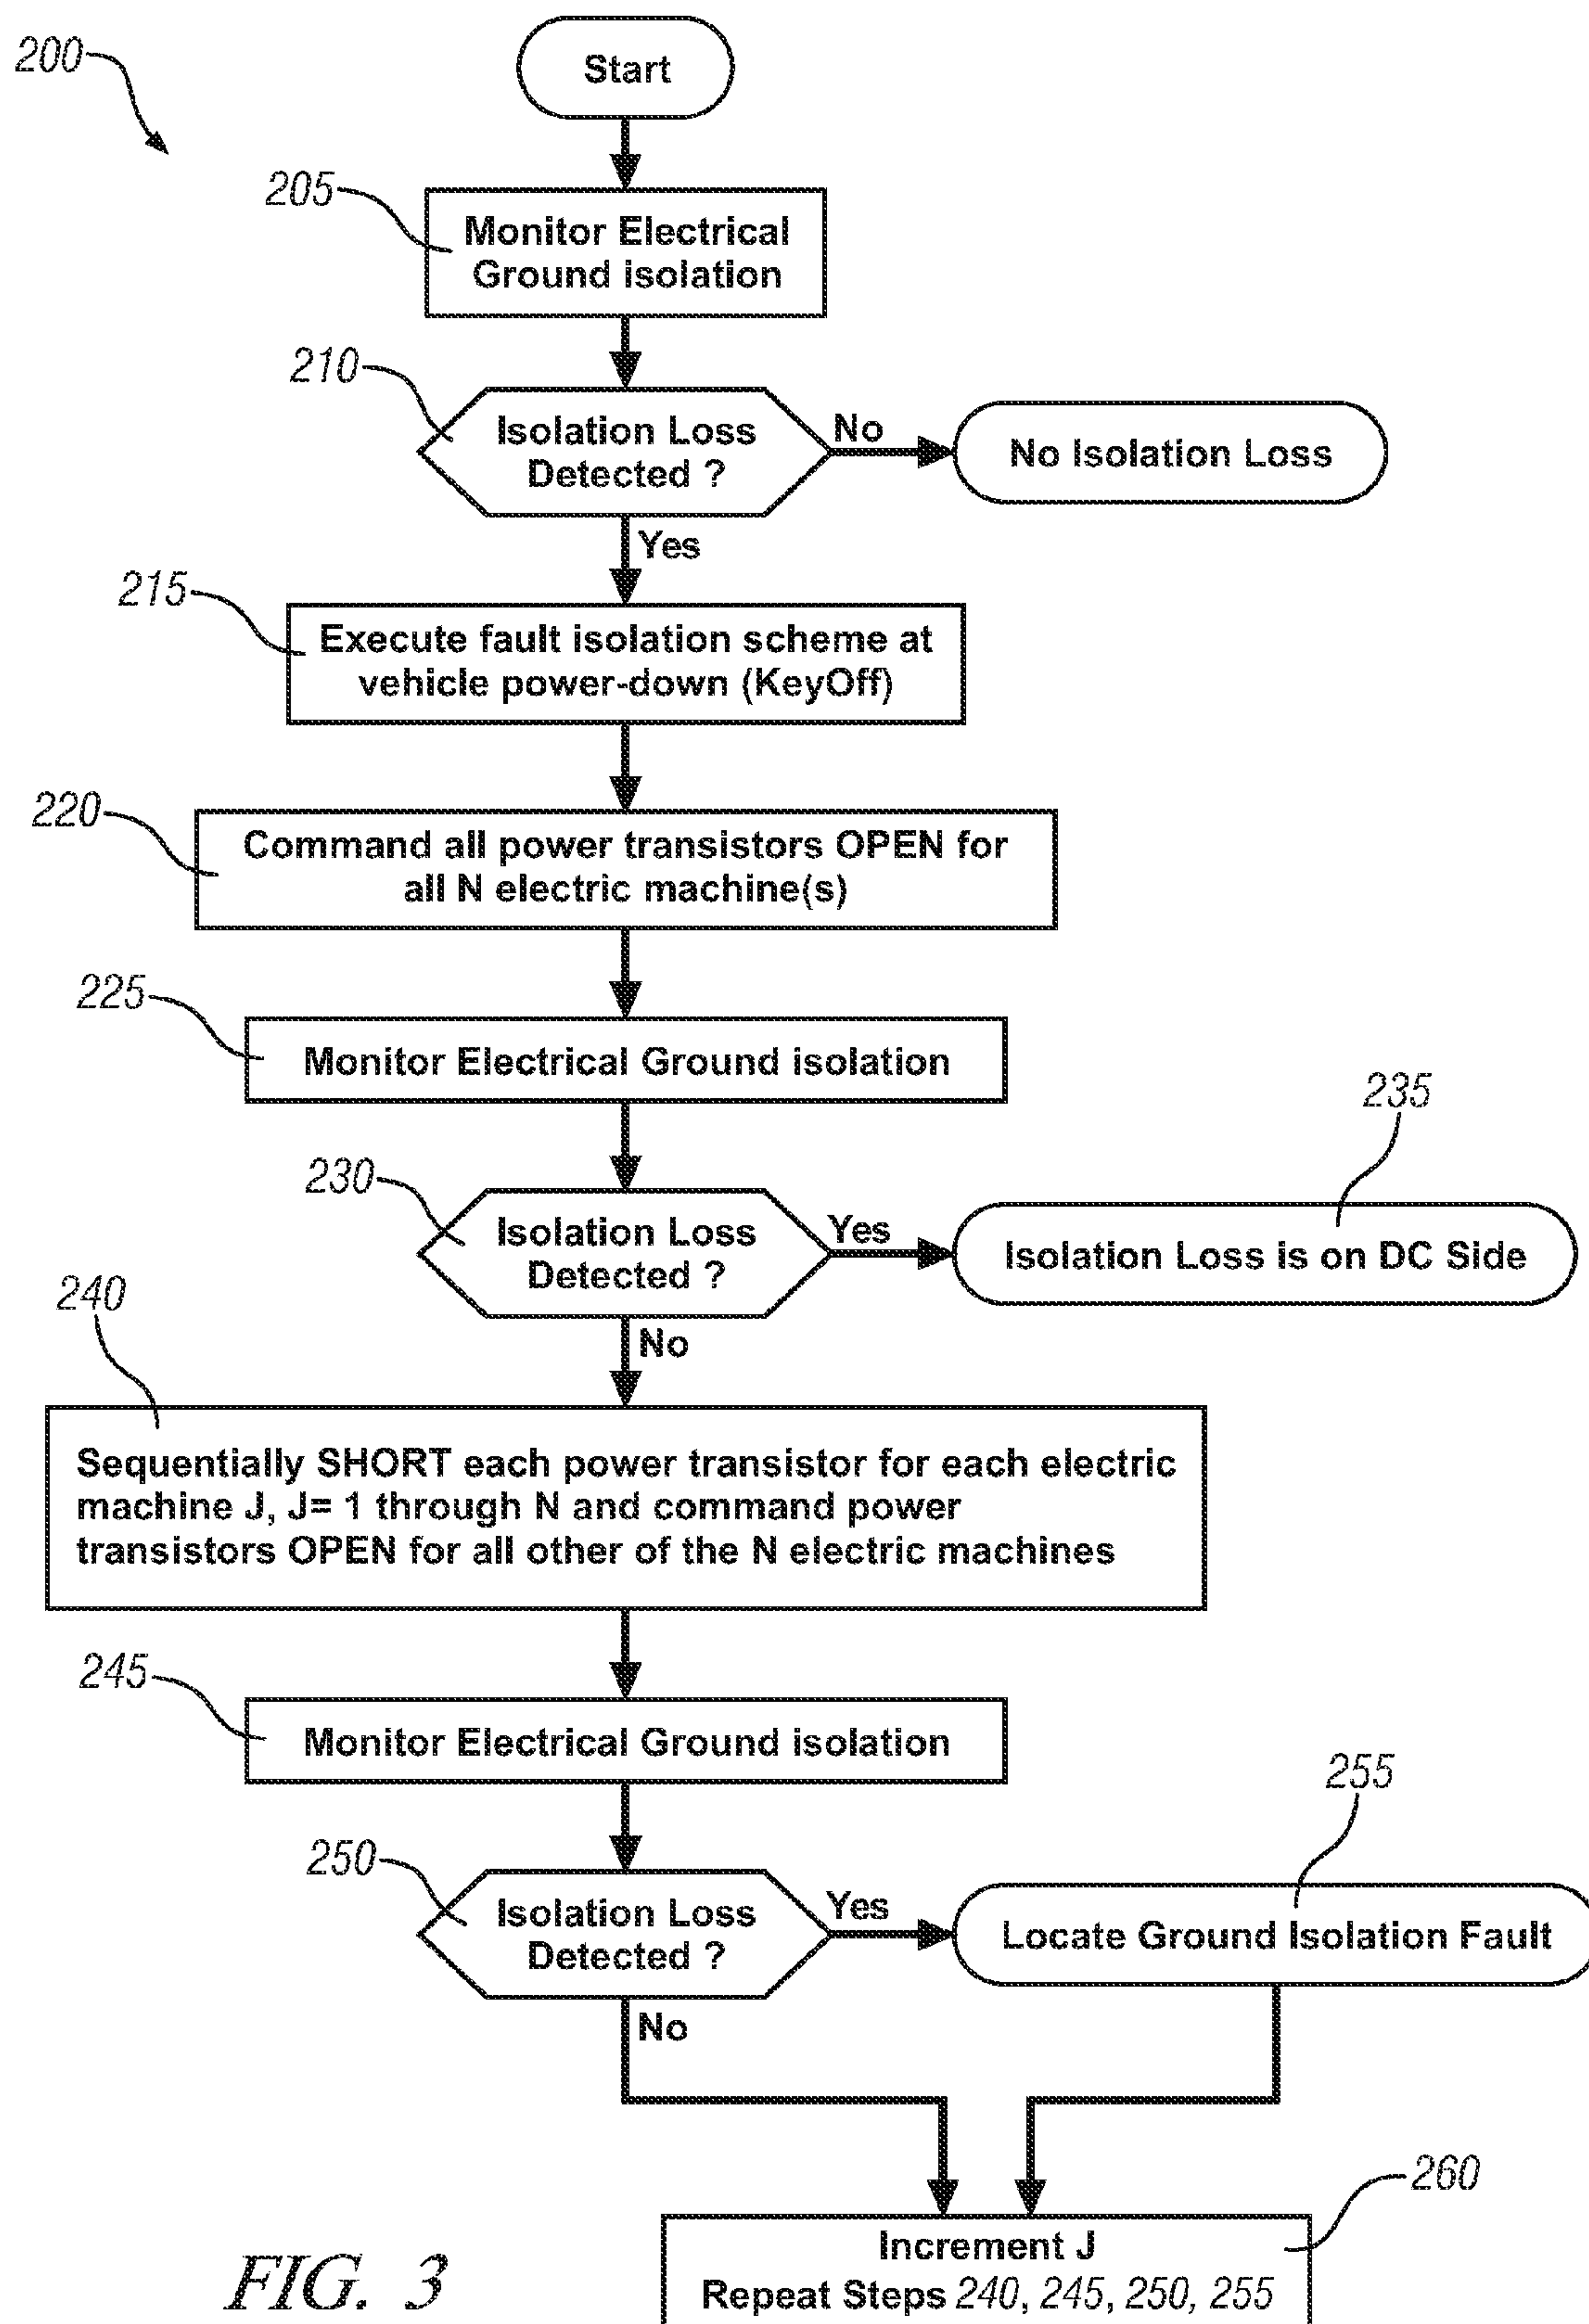 200
Start
205
Monitor Electrical
Ground isolation
210
Isolation Loss
Detected ?
No
No Isolation Loss
Yes
215
Execute fault isolation scheme at
vehicle power-down (KeyOff)
220
Command all power transistors OPEN for
all N electric machine(s)
225
Monitor Electrical Ground isolation
230
Isolation Loss
Detected ?
Yes
235
Isolation Loss is on DC Side
No
240
Sequentially SHORT each power transistor for each electric
machine J, J= 1 through N and command power
transistors OPEN for all other of the N electric machines
245
Monitor Electrical Ground isolation
250
Isolation Loss
Detected ?
Yes
255
Locate Ground Isolation Fault
No
260
Increment J
Repeat Steps 240, 245, 250, 255
FIG. 3